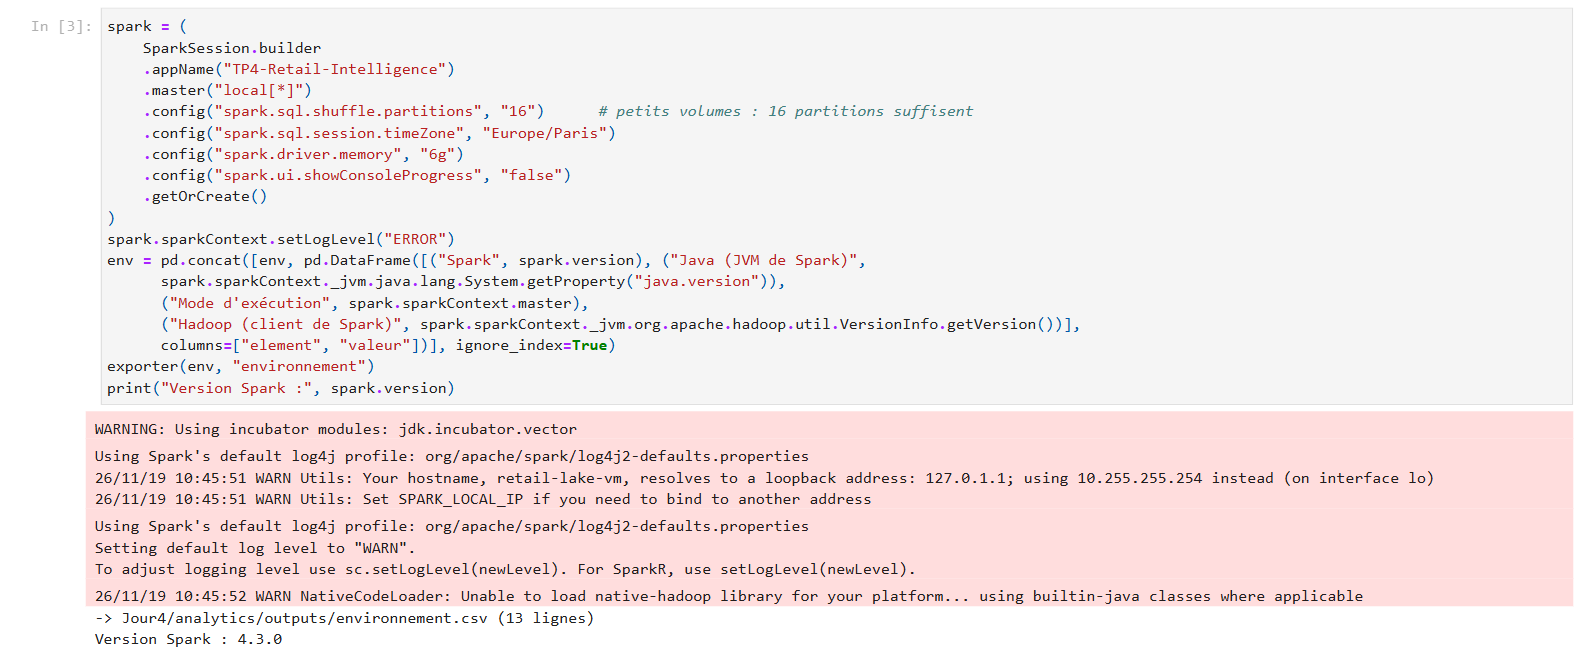 In [3]:
spark = (
    SparkSession.builder
    .appName("TP4-Retail-Intelligence")
    .master("local[*]")
    .config("spark.sql.shuffle.partitions", "16")      # petits volumes : 16 partitions suffisent
    .config("spark.sql.session.timeZone", "Europe/Paris")
    .config("spark.driver.memory", "6g")
    .config("spark.ui.showConsoleProgress", "false")
    .getOrCreate()
)
spark.sparkContext.setLogLevel("ERROR")
env = pd.concat([env, pd.DataFrame([("Spark", spark.version), ("Java (JVM de Spark)",
      spark.sparkContext._jvm.java.lang.System.getProperty("java.version")),
      ("Mode d'exécution", spark.sparkContext.master),
      ("Hadoop (client de Spark)", spark.sparkContext._jvm.org.apache.hadoop.util.VersionInfo.getVersion())],
      columns=["element", "valeur"])], ignore_index=True)
exporter(env, "environnement")
print("Version Spark :", spark.version)
WARNING: Using incubator modules: jdk.incubator.vector
Using Spark's default log4j profile: org/apache/spark/log4j2-defaults.properties
26/11/19 10:45:51 WARN Utils: Your hostname, retail-lake-vm, resolves to a loopback address: 127.0.1.1; using 10.255.255.254 instead (on interface lo)
26/11/19 10:45:51 WARN Utils: Set SPARK_LOCAL_IP if you need to bind to another address
Using Spark's default log4j profile: org/apache/spark/log4j2-defaults.properties
Setting default log level to "WARN".
To adjust logging level use sc.setLogLevel(newLevel). For SparkR, use setLogLevel(newLevel).
26/11/19 10:45:52 WARN NativeCodeLoader: Unable to load native-hadoop library for your platform... using builtin-java classes where applicable
-> Jour4/analytics/outputs/environnement.csv (13 lignes)
Version Spark : 4.3.0